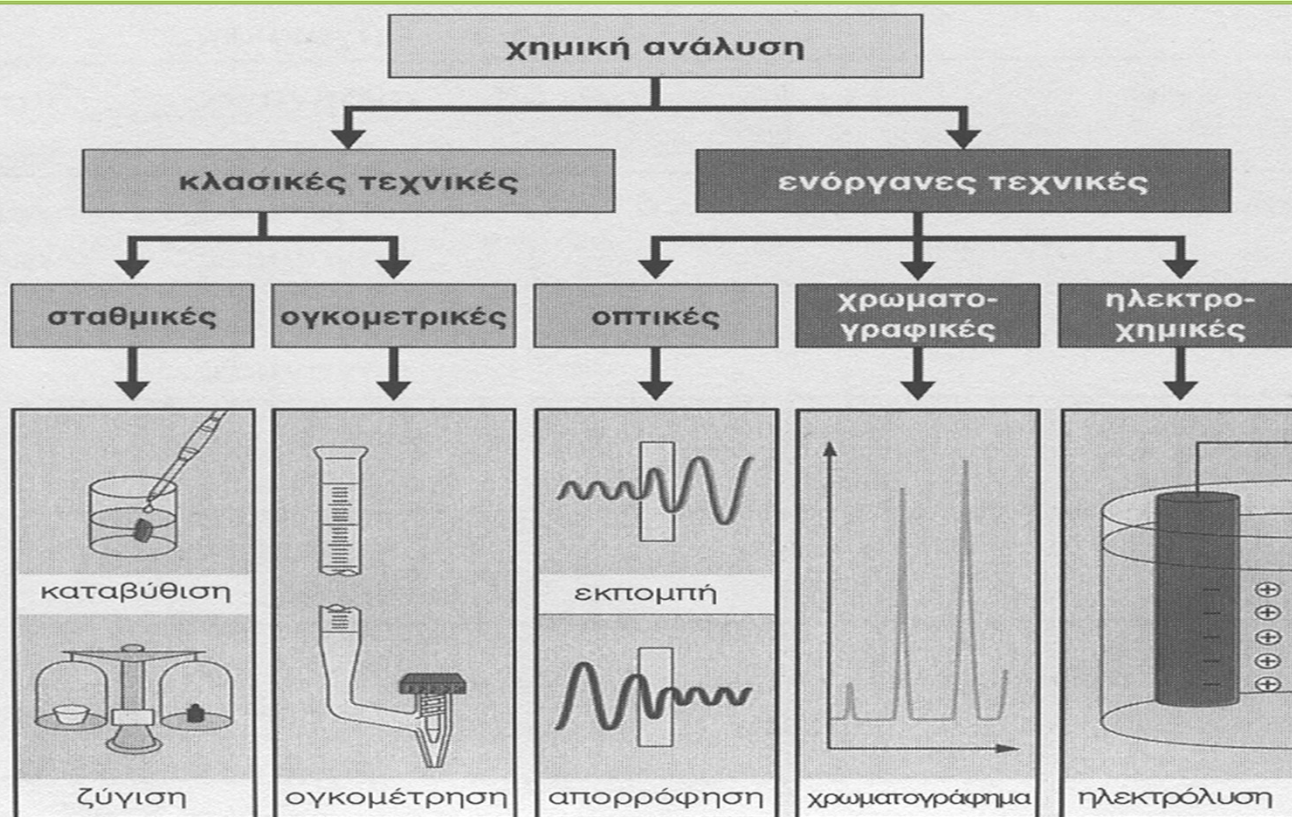 χημική ανάλυση
κλασικές τεχνικές
ενόργανες τεχνικές
σταθμικές
ογκομετρικές
οπτικές
χρωματο-
γραφικές
ηλεκτρο-
χημικές
καταβύθιση
εκπομπή
ζύγιση
ογκομέτρηση
απορρόφηση
χρωματογράφημα
ηλεκτρόλυση